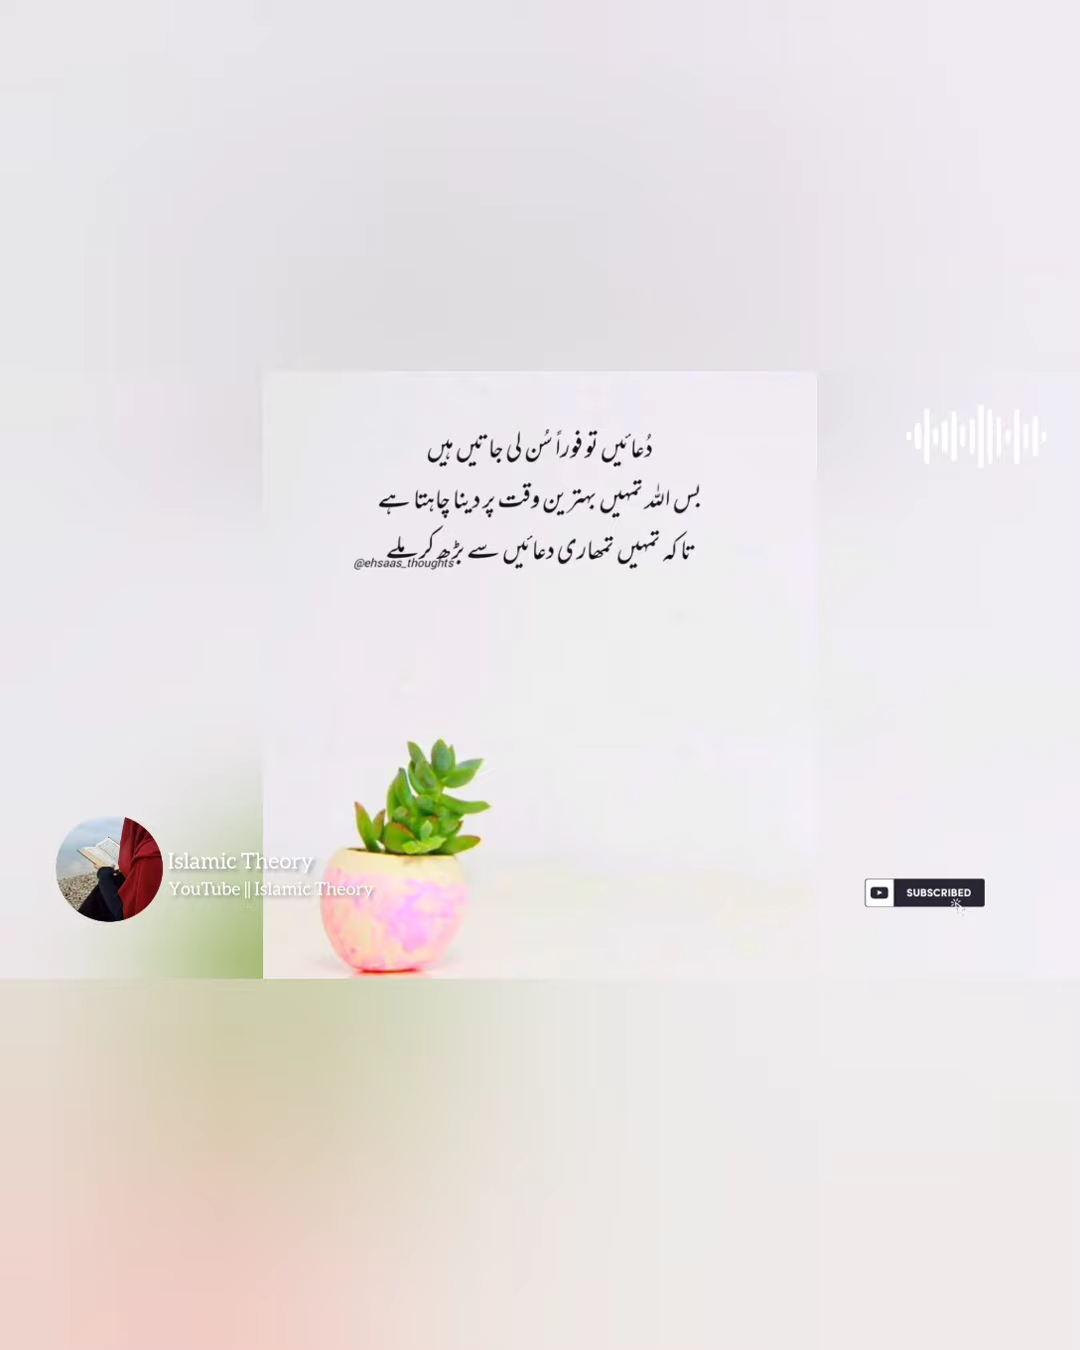 دُعائیں تو فوراً سُن لی جاتیں ہیں
بس اللہ تمہیں بہترین وقت پر دینا چاہتا ہے
تاکہ تمہیں تمھاری دعائیں سے بڑھ کر ملے
@ehsaas_thoughts
Islamic Theory
YouTube || Islamic Theory
SUBSCRIBED